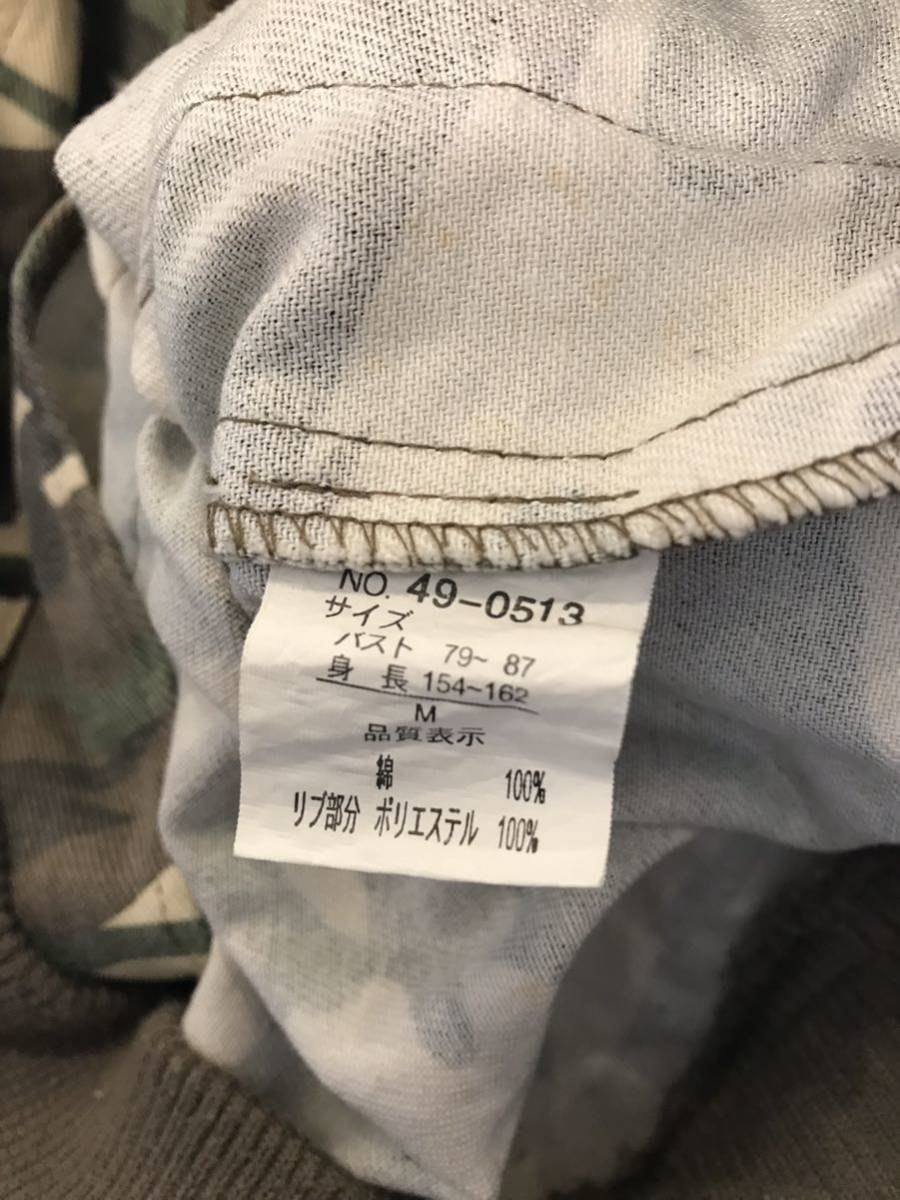 NO. 49-0513
サイズ
バスト 79~ 87
身 長 154~162
M
品質表示
綿 100%
リブ部分 ポリエステル 100%